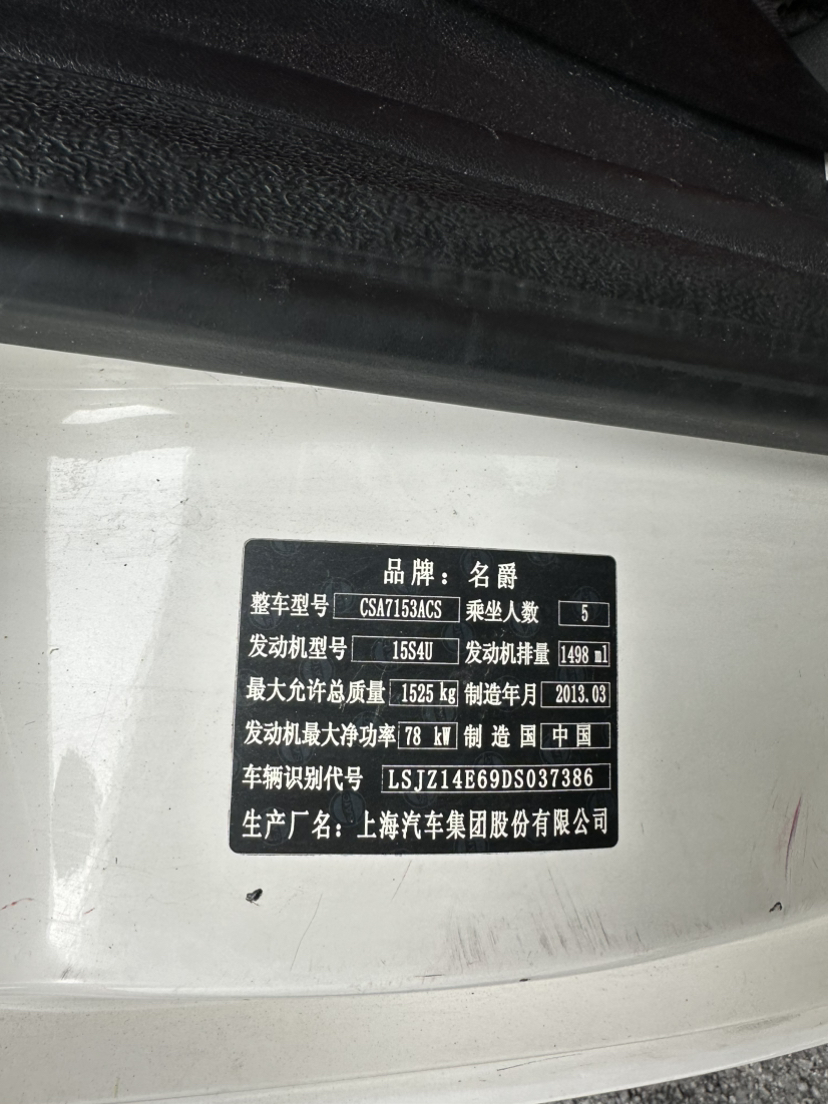 品牌：名爵
整车型号 CSA7153ACS 乘坐人数 5
发动机型号 15S4U 发动机排量 1498 ml
最大允许总质量 1525 kg 制造年月 2013.03
发动机最大净功率 78 kW 制造国 中国
车辆识别代号 LSJZ14E69DS037386
生产厂名：上海汽车集团股份有限公司